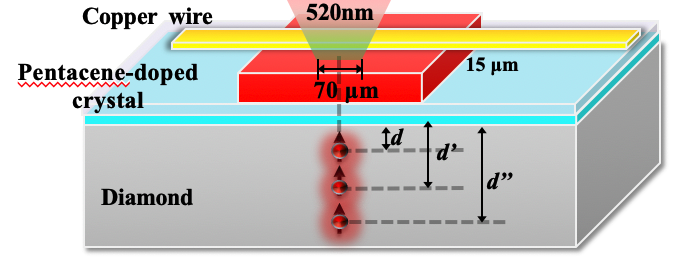 Copper wire
520nm
Pentacene-doped
crystal
15 μm
70 μm
d
d’
d’’
Diamond